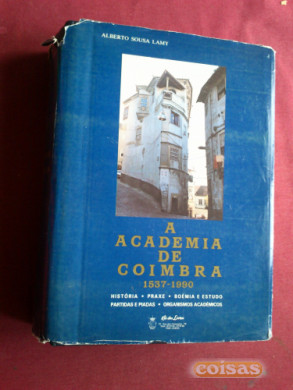 ALBERTO SOUSA LAMY
A
ACADEMIA
DE
COIMBRA
1537-1990
HISTÓRIA • PRAXE • BOÉMIA E ESTUDO
PARTIDAS E PIADAS • ORGANISMOS ACADÉMICOS
coisas